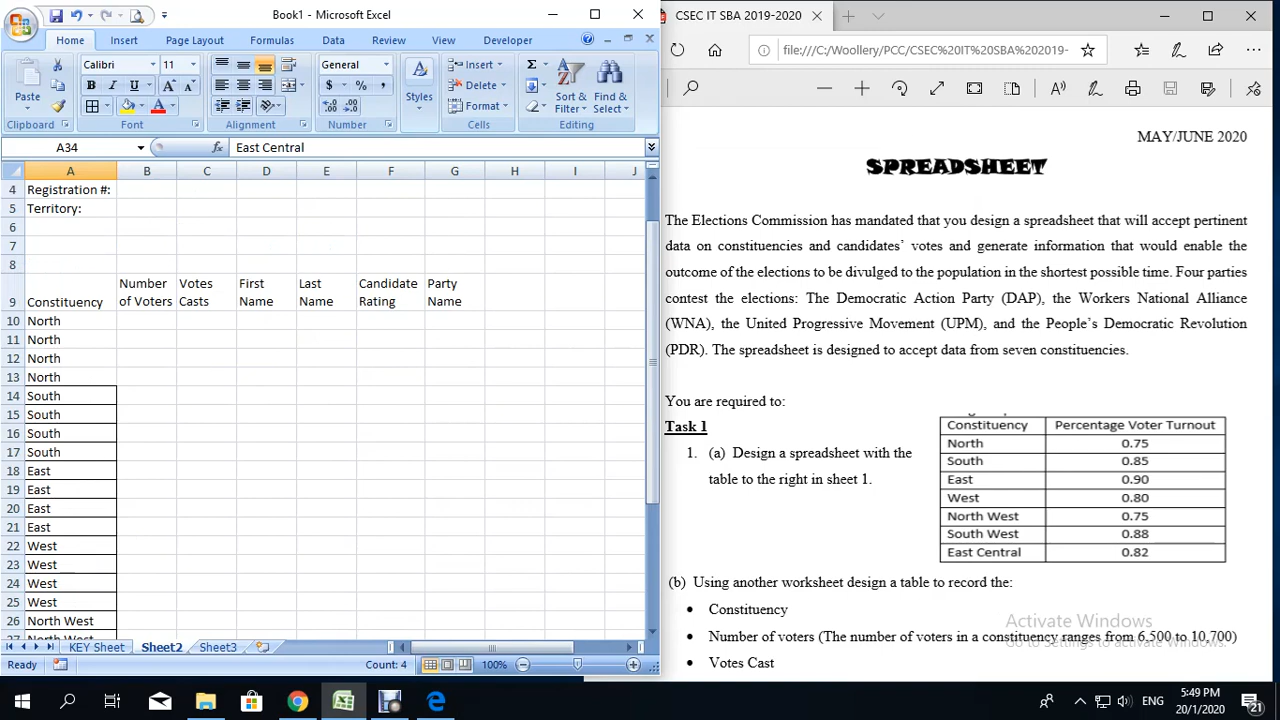 Book1 - Microsoft Excel
Home Insert Page Layout Formulas Data Review View Developer
Calibri 11 General Insert
Paste B I U Styles Delete Sort & Filter Find & Select
A $ % , Format
Clipboard Font Alignment Number Cells Editing
A34 fx East Central
A B C D E F G H I J
4 Registration #:
5 Territory:
6
7
8
9 Constituency Number of Voters Votes Casts First Name Last Name Candidate Rating Party Name
10 North
11 North
12 North
13 North
14 South
15 South
16 South
17 South
18 East
19 East
20 East
21 East
22 West
23 West
24 West
25 West
26 North West
27 North West
KEY Sheet Sheet2 Sheet3
Ready Count: 4 100%
CSEC IT SBA 2019-2020
file:///C:/Woollery/PCC/CSEC%20IT%20SBA%202019-
MAY/JUNE 2020
SPREADSHEET
The Elections Commission has mandated that you design a spreadsheet that will accept pertinent
data on constituencies and candidates’ votes and generate information that would enable the
outcome of the elections to be divulged to the population in the shortest possible time. Four parties
contest the elections: The Democratic Action Party (DAP), the Workers National Alliance
(WNA), the United Progressive Movement (UPM), and the People’s Democratic Revolution
(PDR). The spreadsheet is designed to accept data from seven constituencies.
You are required to:
Task 1
1. (a) Design a spreadsheet with the
table to the right in sheet 1.
Constituency Percentage Voter Turnout
North 0.75
South 0.85
East 0.90
West 0.80
North West 0.75
South West 0.88
East Central 0.82
(b) Using another worksheet design a table to record the:
• Constituency
• Number of voters (The number of voters in a constituency ranges from 6,500 to 10,700)
• Votes Cast
Activate Windows
Go to Settings to activate Windows.
ENG 5:49 PM
20/1/2020
21